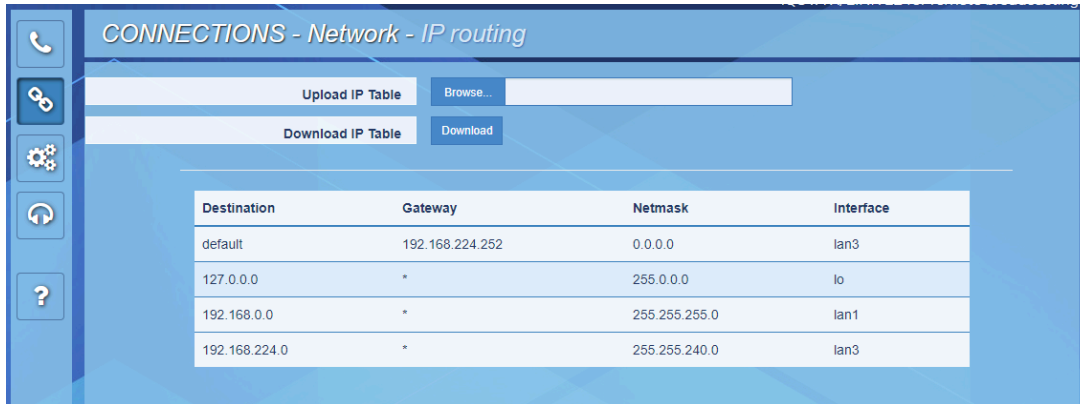 CONNECTIONS - Network - IP routing
Upload IP Table Browse...
Download IP Table Download
Destination Gateway Netmask Interface
default 192.168.224.252 0.0.0.0 lan3
127.0.0.0 * 255.0.0.0 lo
192.168.0.0 * 255.255.255.0 lan1
192.168.224.0 * 255.255.240.0 lan3
?